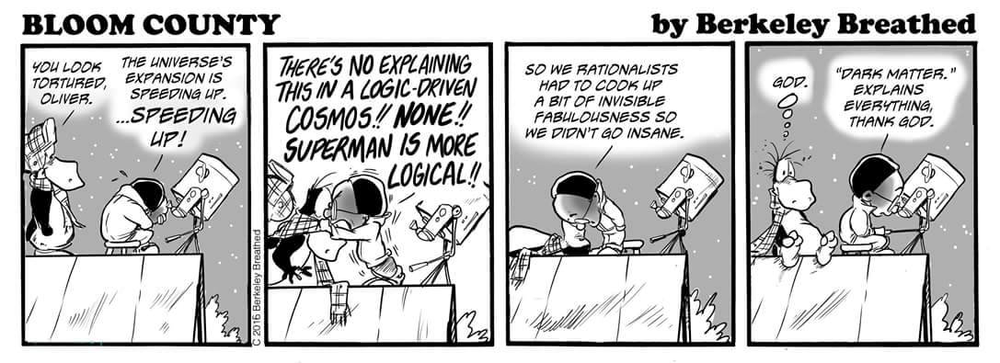 BLOOM COUNTY
by Berkeley Breathed
YOU LOOK
TORTURED,
OLIVER.
THE UNIVERSE'S
EXPANSION IS
SPEEDING UP.
...SPEEDING
UP!
THERE'S NO EXPLAINING
THIS IN A LOGIC-DRIVEN
COSMOS!! NONE!!
SUPERMAN IS MORE
LOGICAL!!
C 2016 Berkeley Breathed
SO WE RATIONALISTS
HAD TO COOK UP
A BIT OF INVISIBLE
FABULOUSNESS SO
WE DIDN'T GO INSANE.
GOD.
"DARK MATTER."
EXPLAINS
EVERYTHING,
THANK GOD.